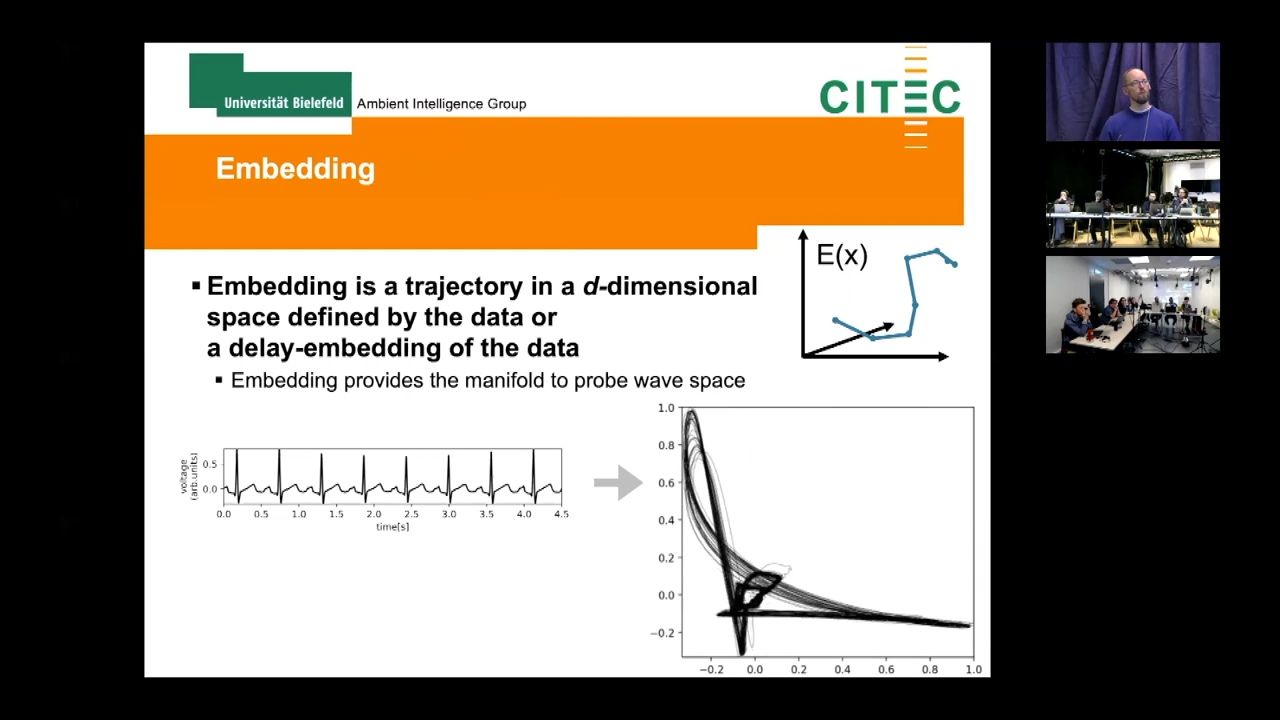 Universität Bielefeld
Ambient Intelligence Group
CITEC
Embedding
E(x)
▪ Embedding is a trajectory in a d-dimensional
space defined by the data or
a delay-embedding of the data
▪ Embedding provides the manifold to probe wave space
voltage
(arb.units)
0.5
0.0
0.0 0.5 1.0 1.5 2.0 2.5 3.0 3.5 4.0 4.5
time[s]
1.0
0.8
0.6
0.4
0.2
0.0
−0.2
−0.2 0.0 0.2 0.4 0.6 0.8 1.0